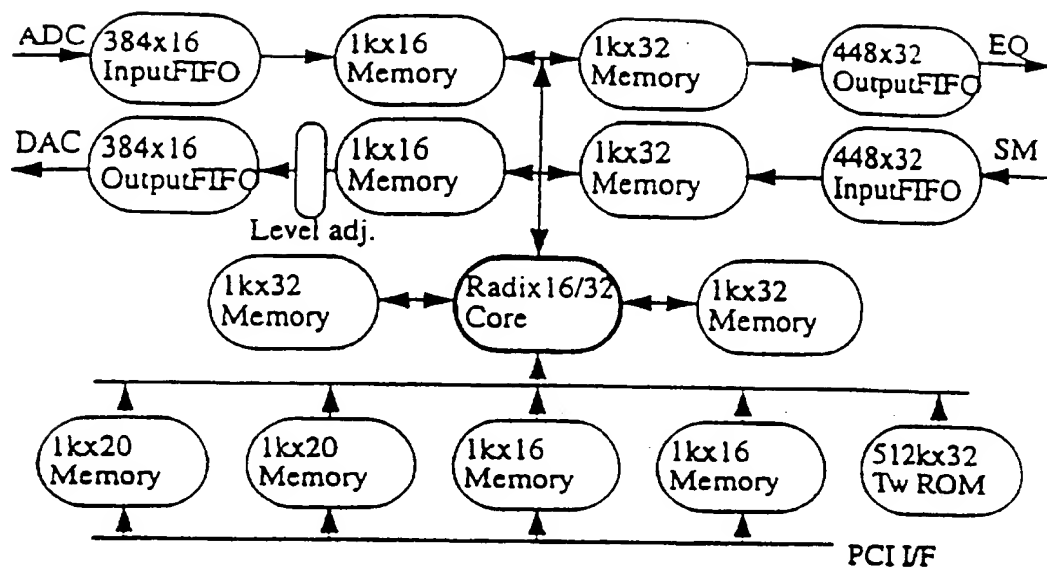 ADC
384x16
InputFIFO
1kx16
Memory
1kx32
Memory
448x32
OutputFIFO
EQ
DAC
384x16
OutputFIFO
1kx16
Memory
1kx32
Memory
448x32
InputFIFO
SM
Level adj.
1kx32
Memory
Radix16/32
Core
1kx32
Memory
1kx20
Memory
1kx20
Memory
1kx16
Memory
1kx16
Memory
512kx32
Tw ROM
PCI I/F